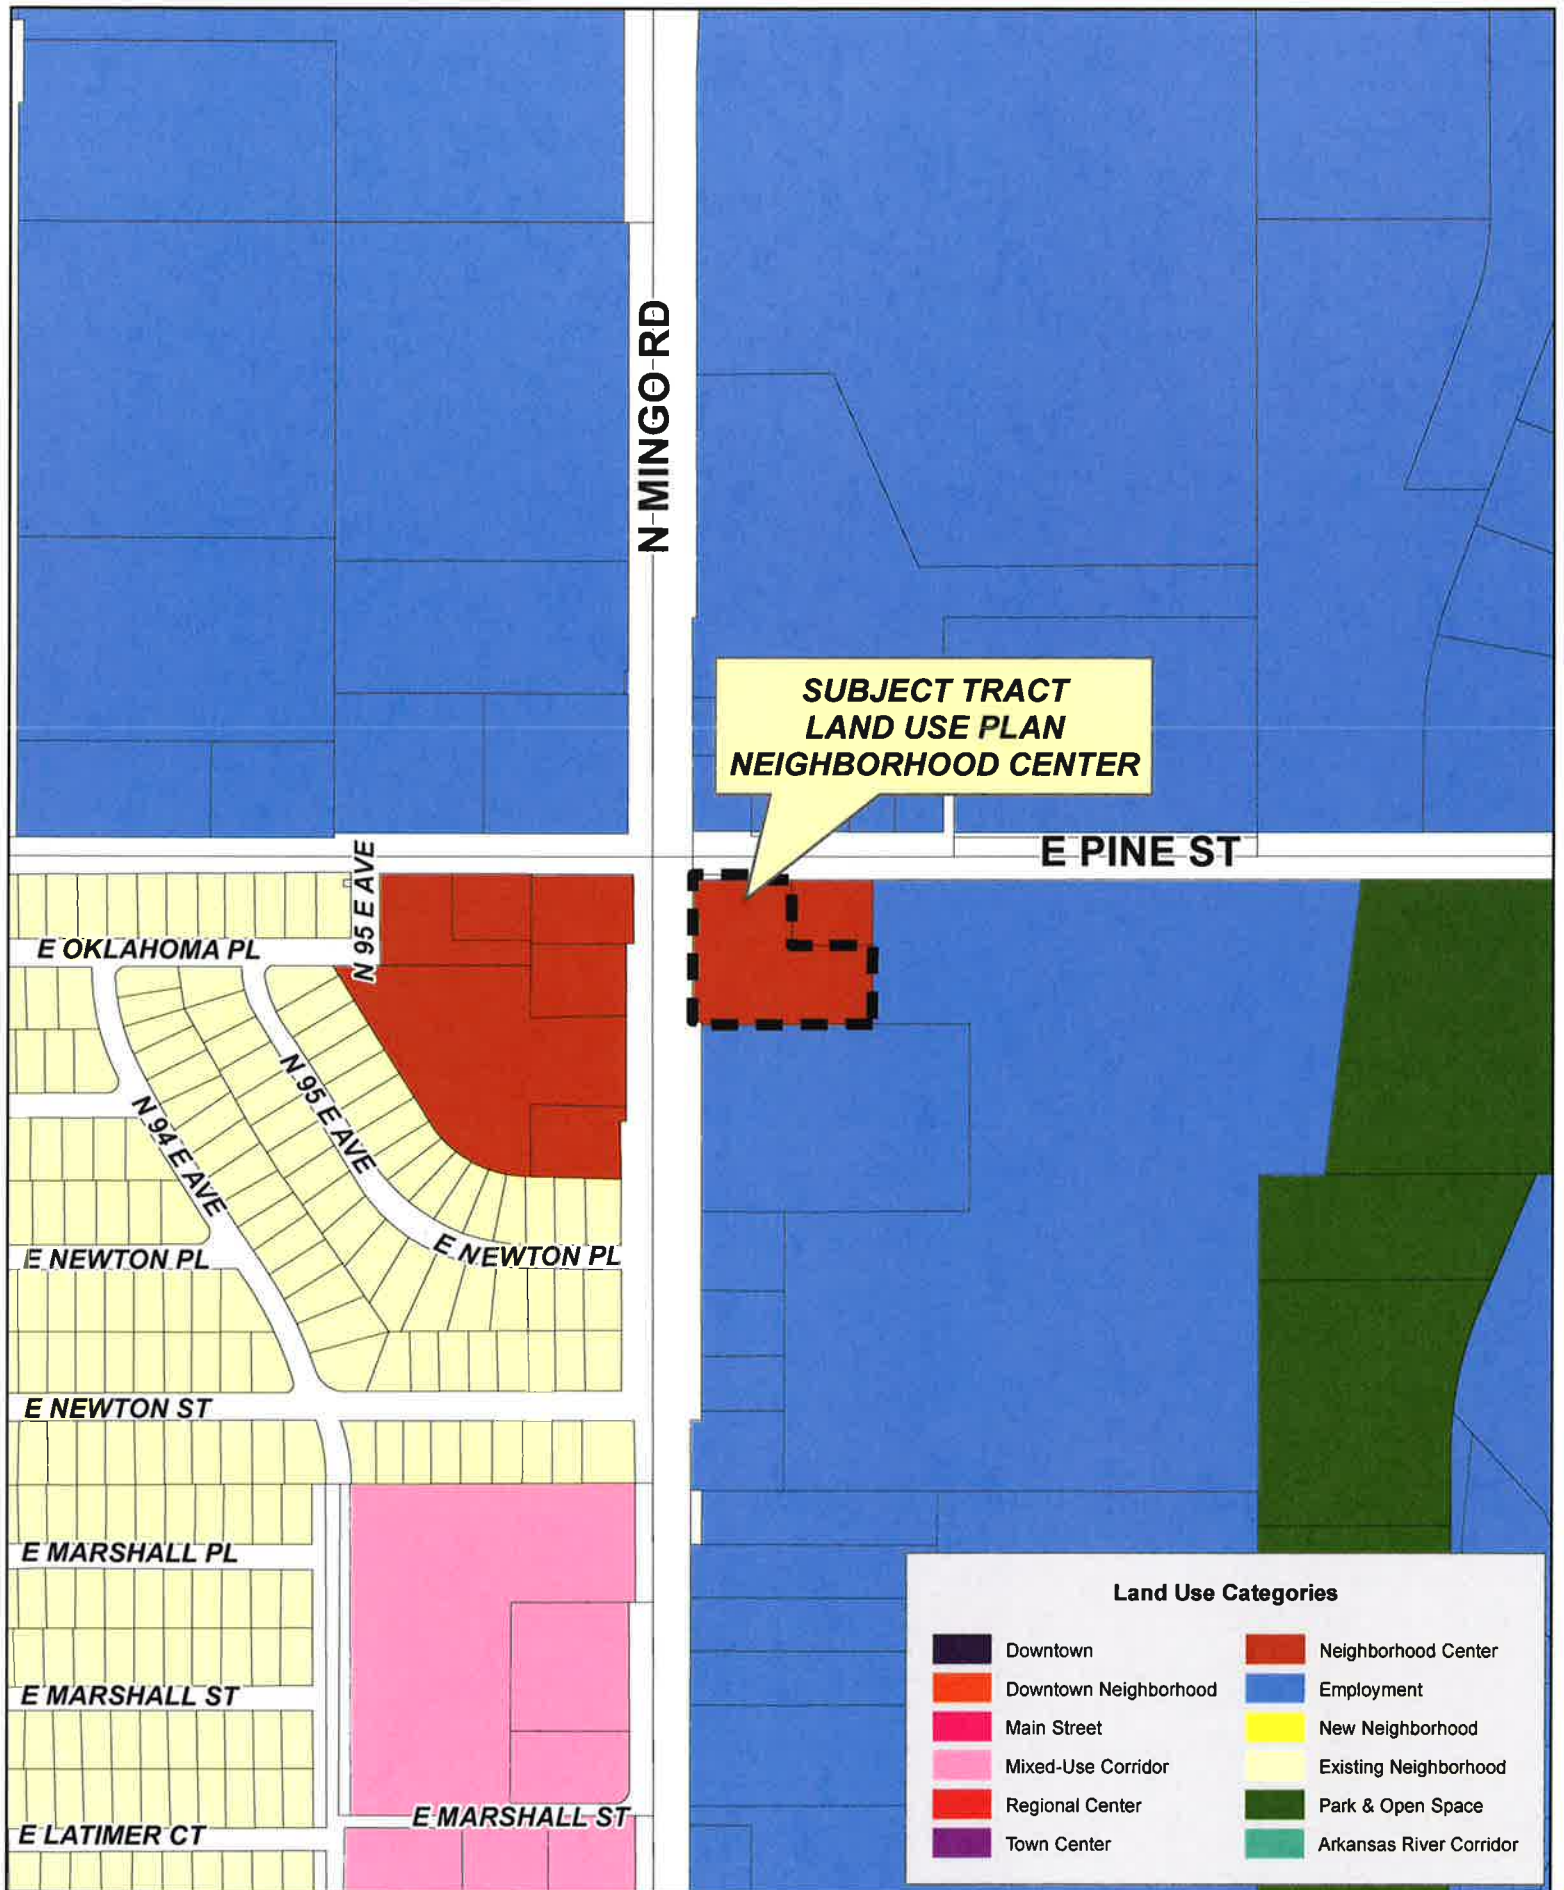 N MINGO RD
SUBJECT TRACT
LAND USE PLAN
NEIGHBORHOOD CENTER
E PINE ST
N 95 E AVE
E OKLAHOMA PL
N 95 E AVE
N 94 E AVE
E NEWTON PL
E NEWTON PL
E NEWTON ST
E MARSHALL PL
E MARSHALL ST
E MARSHALL ST
E LATIMER CT
Land Use Categories
Downtown
Downtown Neighborhood
Main Street
Mixed-Use Corridor
Regional Center
Town Center
Neighborhood Center
Employment
New Neighborhood
Existing Neighborhood
Park & Open Space
Arkansas River Corridor